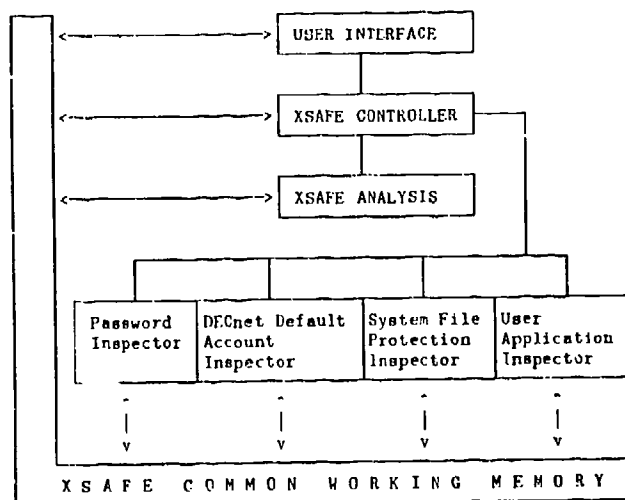 USER INTERFACE
XSAFE CONTROLLER
XSAFE ANALYSIS
Password
Inspector
DECnet Default
Account
Inspector
System File
Protection
Inspector
User
Application
Inspector
XSAFE COMMON WORKING MEMORY